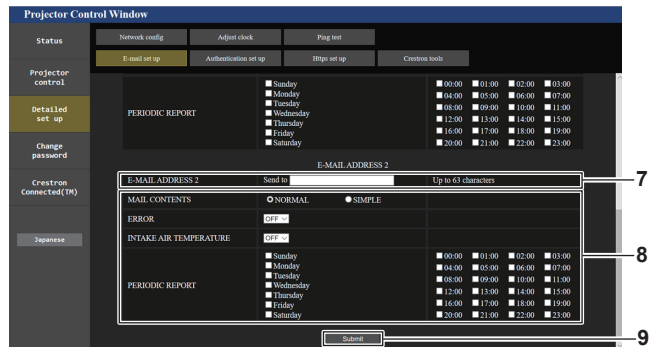 Projector Control Window
Status
Projector
control
Detailed
set up
Change
password
Crestron
Connected(TM)
Japanese
Network config Adjust clock Ping test
E-mail set up Authentication set up Https set up Crestron tools
PERIODIC REPORT
Sunday
Monday
Tuesday
Wednesday
Thursday
Friday
Saturday
00:00 01:00 02:00 03:00
04:00 05:00 06:00 07:00
08:00 09:00 10:00 11:00
12:00 13:00 14:00 15:00
16:00 17:00 18:00 19:00
20:00 21:00 22:00 23:00
E-MAIL ADDRESS 2
E-MAIL ADDRESS 2 Send to Up to 63 characters
7
MAIL CONTENTS NORMAL SIMPLE
ERROR OFF
INTAKE AIR TEMPERATURE OFF
8
PERIODIC REPORT
Sunday
Monday
Tuesday
Wednesday
Thursday
Friday
Saturday
00:00 01:00 02:00 03:00
04:00 05:00 06:00 07:00
08:00 09:00 10:00 11:00
12:00 13:00 14:00 15:00
16:00 17:00 18:00 19:00
20:00 21:00 22:00 23:00
Submit
9